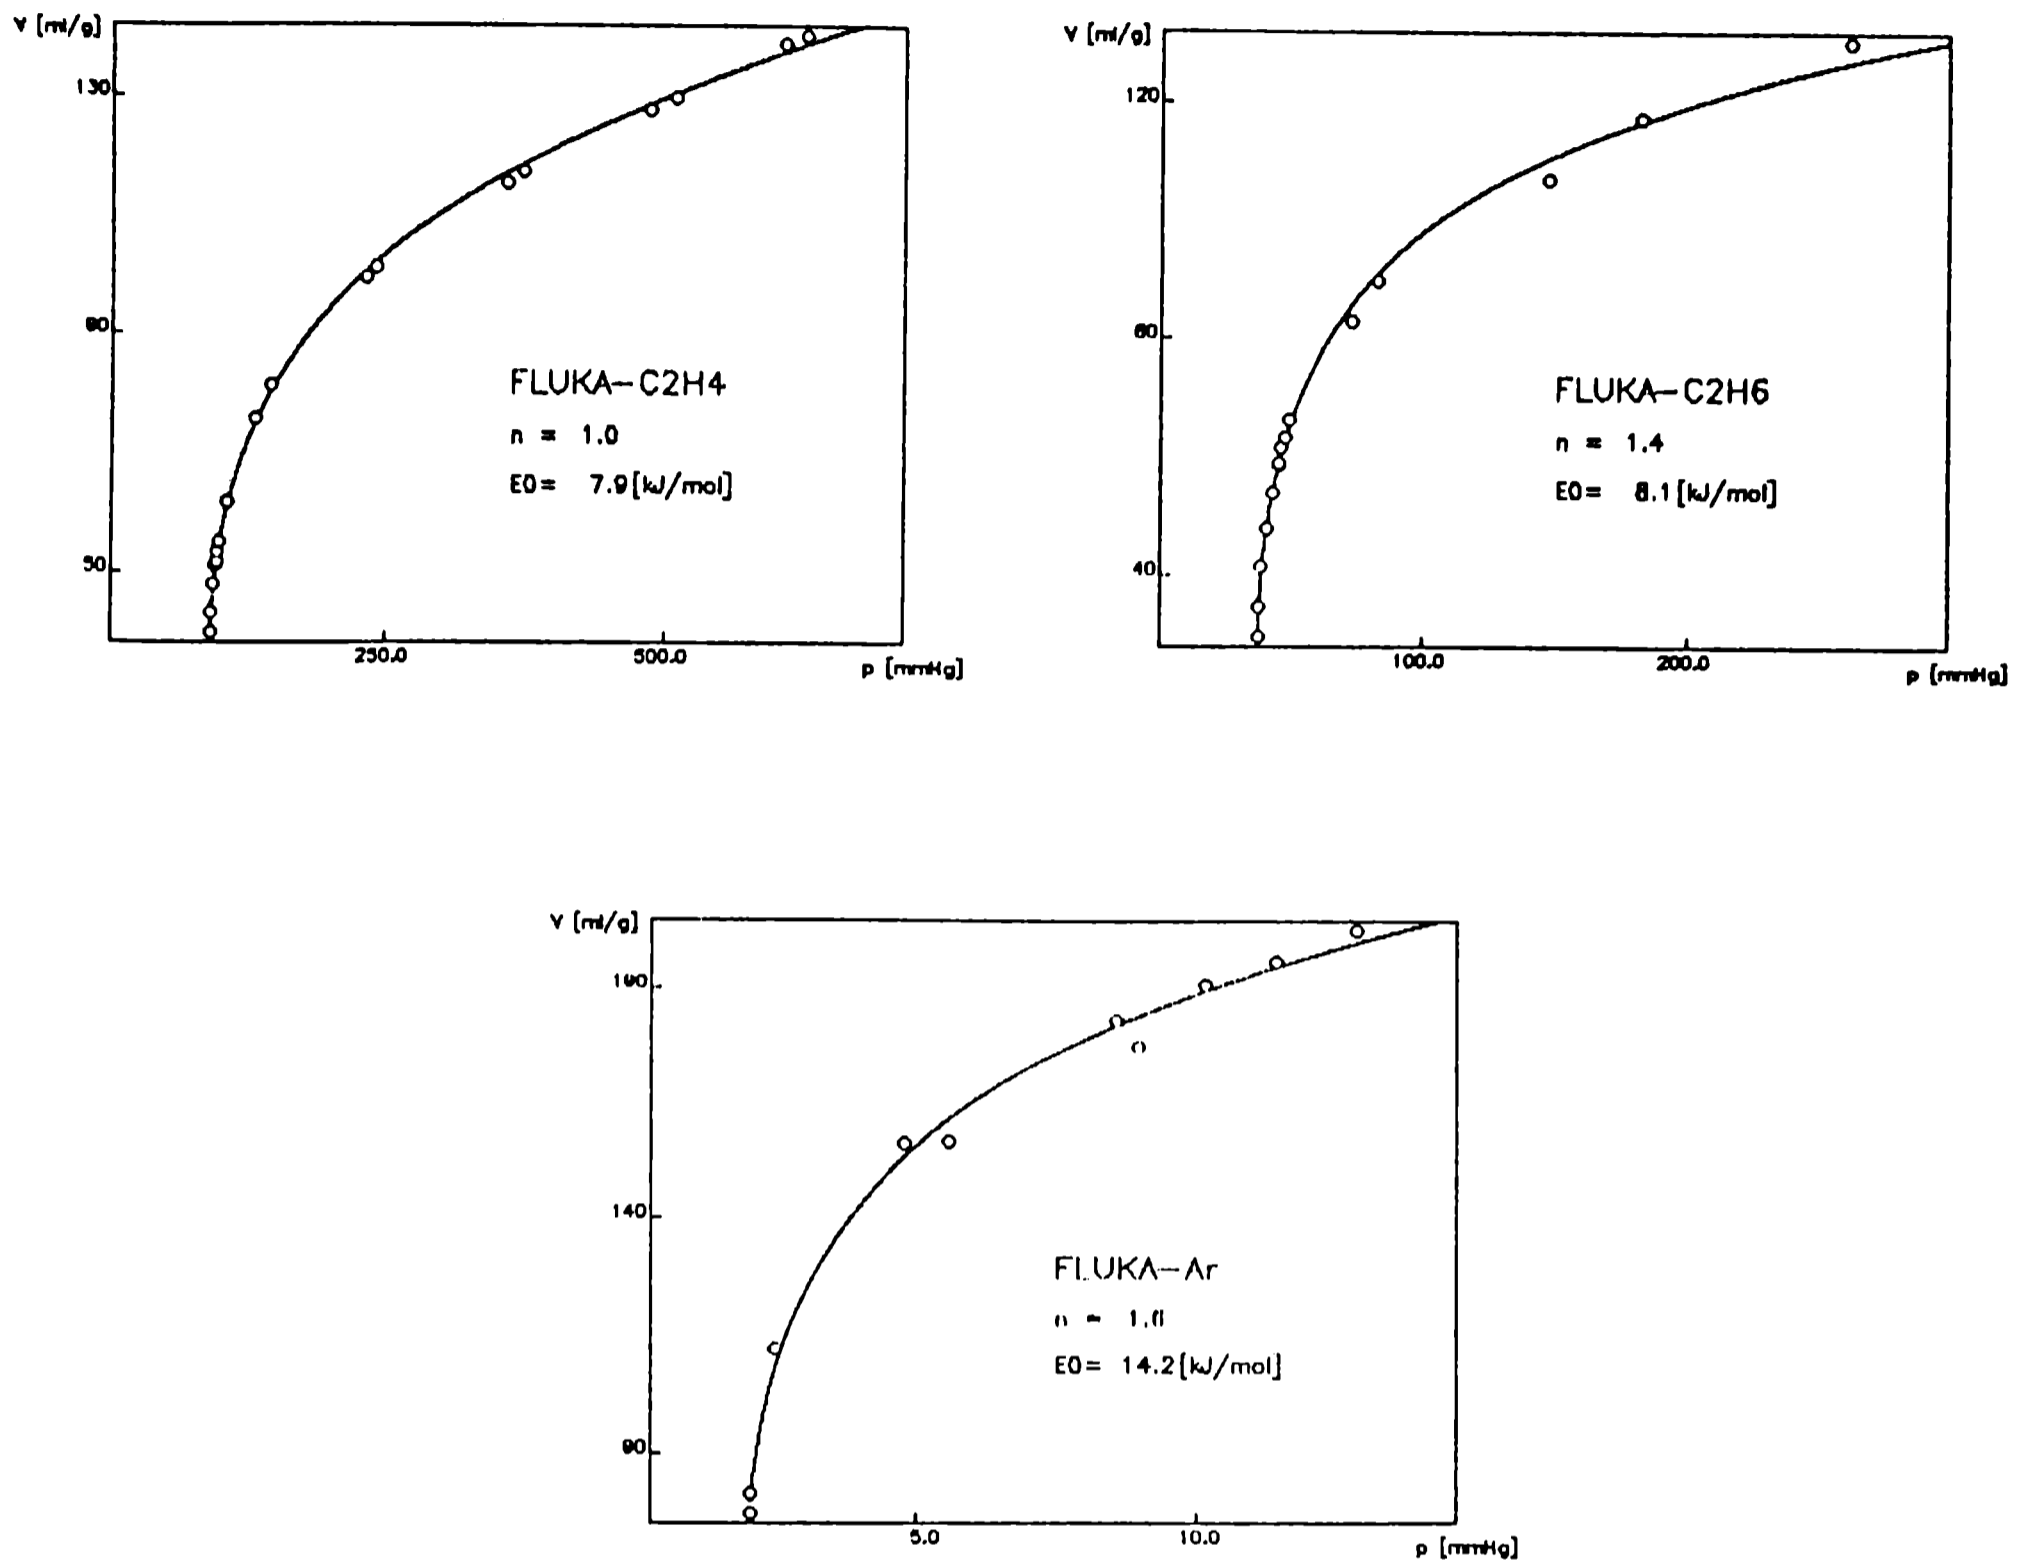 V [ml/g]
130
90
50
250.0
500.0
p [mmHg]
FLUKA-C2H4
n = 1.0
E0= 7.9[kJ/mol]
V [ml/g]
120
40
100.0
200.0
p [mmHg]
FLUKA-C2H6
n = 1.4
E0= 8.1[kJ/mol]
V [ml/g]
190
140
90
5.0
10.0
p [mmHg]
FLUKA-Ar
E0= 14.2[kJ/mol]